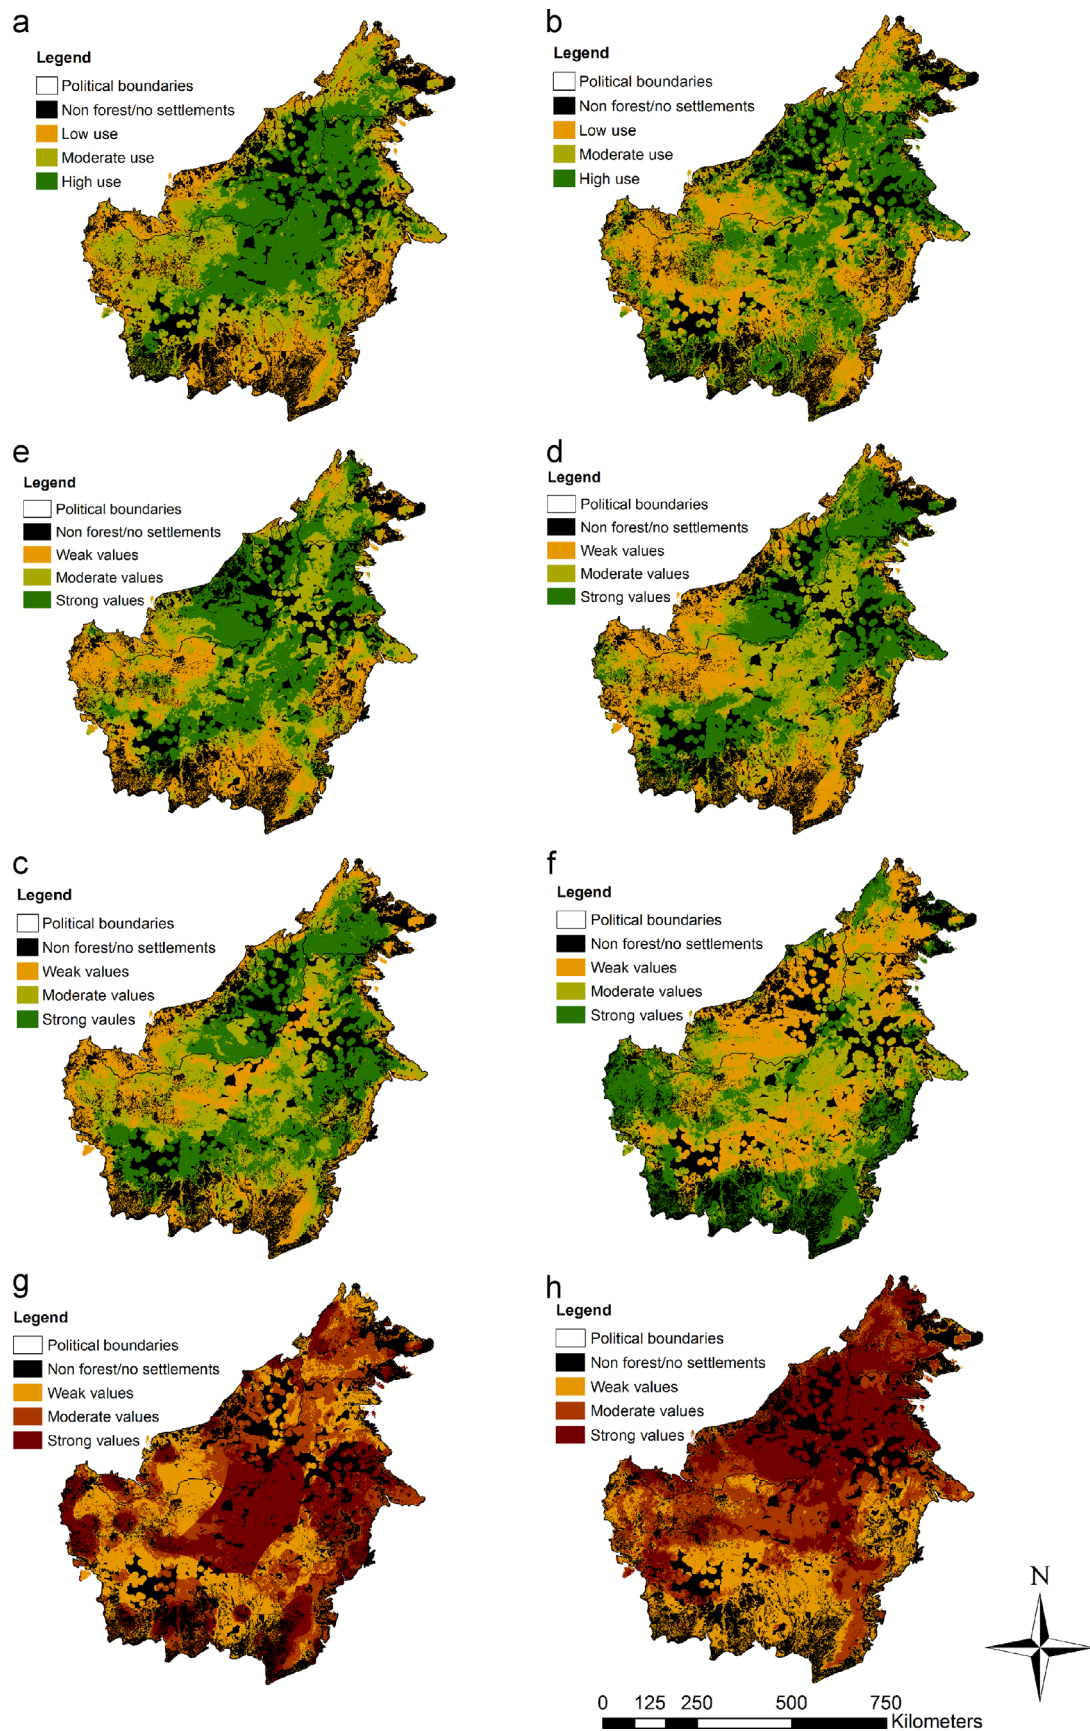 a
Legend
Political boundaries
Non forest/no settlements
Low use
Moderate use
High use
b
Legend
Political boundaries
Non forest/no settlements
Low use
Moderate use
High use
e
Legend
Political boundaries
Non forest/no settlements
Weak values
Moderate values
Strong values
d
Legend
Political boundaries
Non forest/no settlements
Weak values
Moderate values
Strong values
c
Legend
Political boundaries
Non forest/no settlements
Weak values
Moderate values
Strong vaules
f
Legend
Political boundaries
Non forest/no settlements
Weak values
Moderate values
Strong values
g
Legend
Political boundaries
Non forest/no settlements
Weak values
Moderate values
Strong values
h
Legend
Political boundaries
Non forest/no settlements
Weak values
Moderate values
Strong values
N
0 125 250 500 750
Kilometers